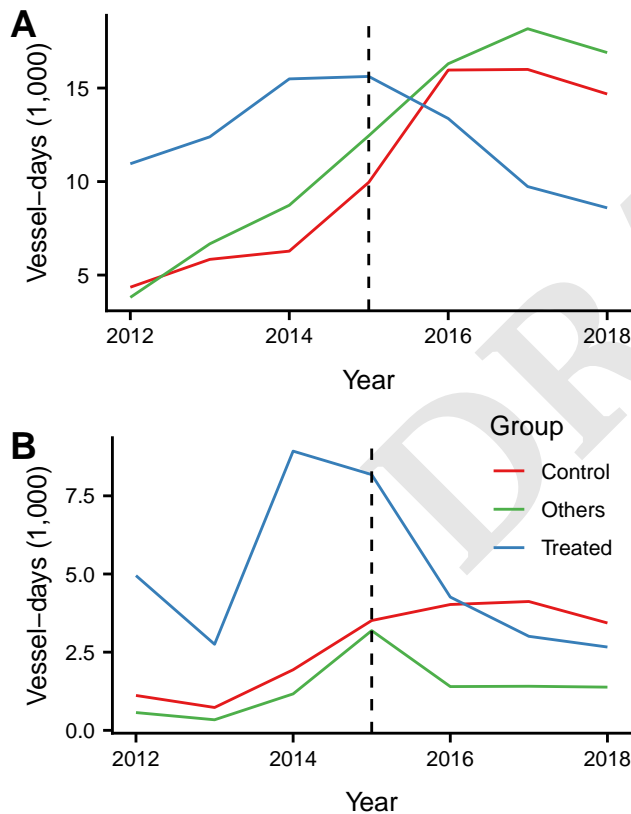 A
Vessel−days (1,000)
15
10
5
2012 2014 2016 2018
Year
DR
B
Vessel−days (1,000)
7.5
5.0
2.5
0.0
Group
Control
Others
Treated
2012 2014 2016 2018
Year